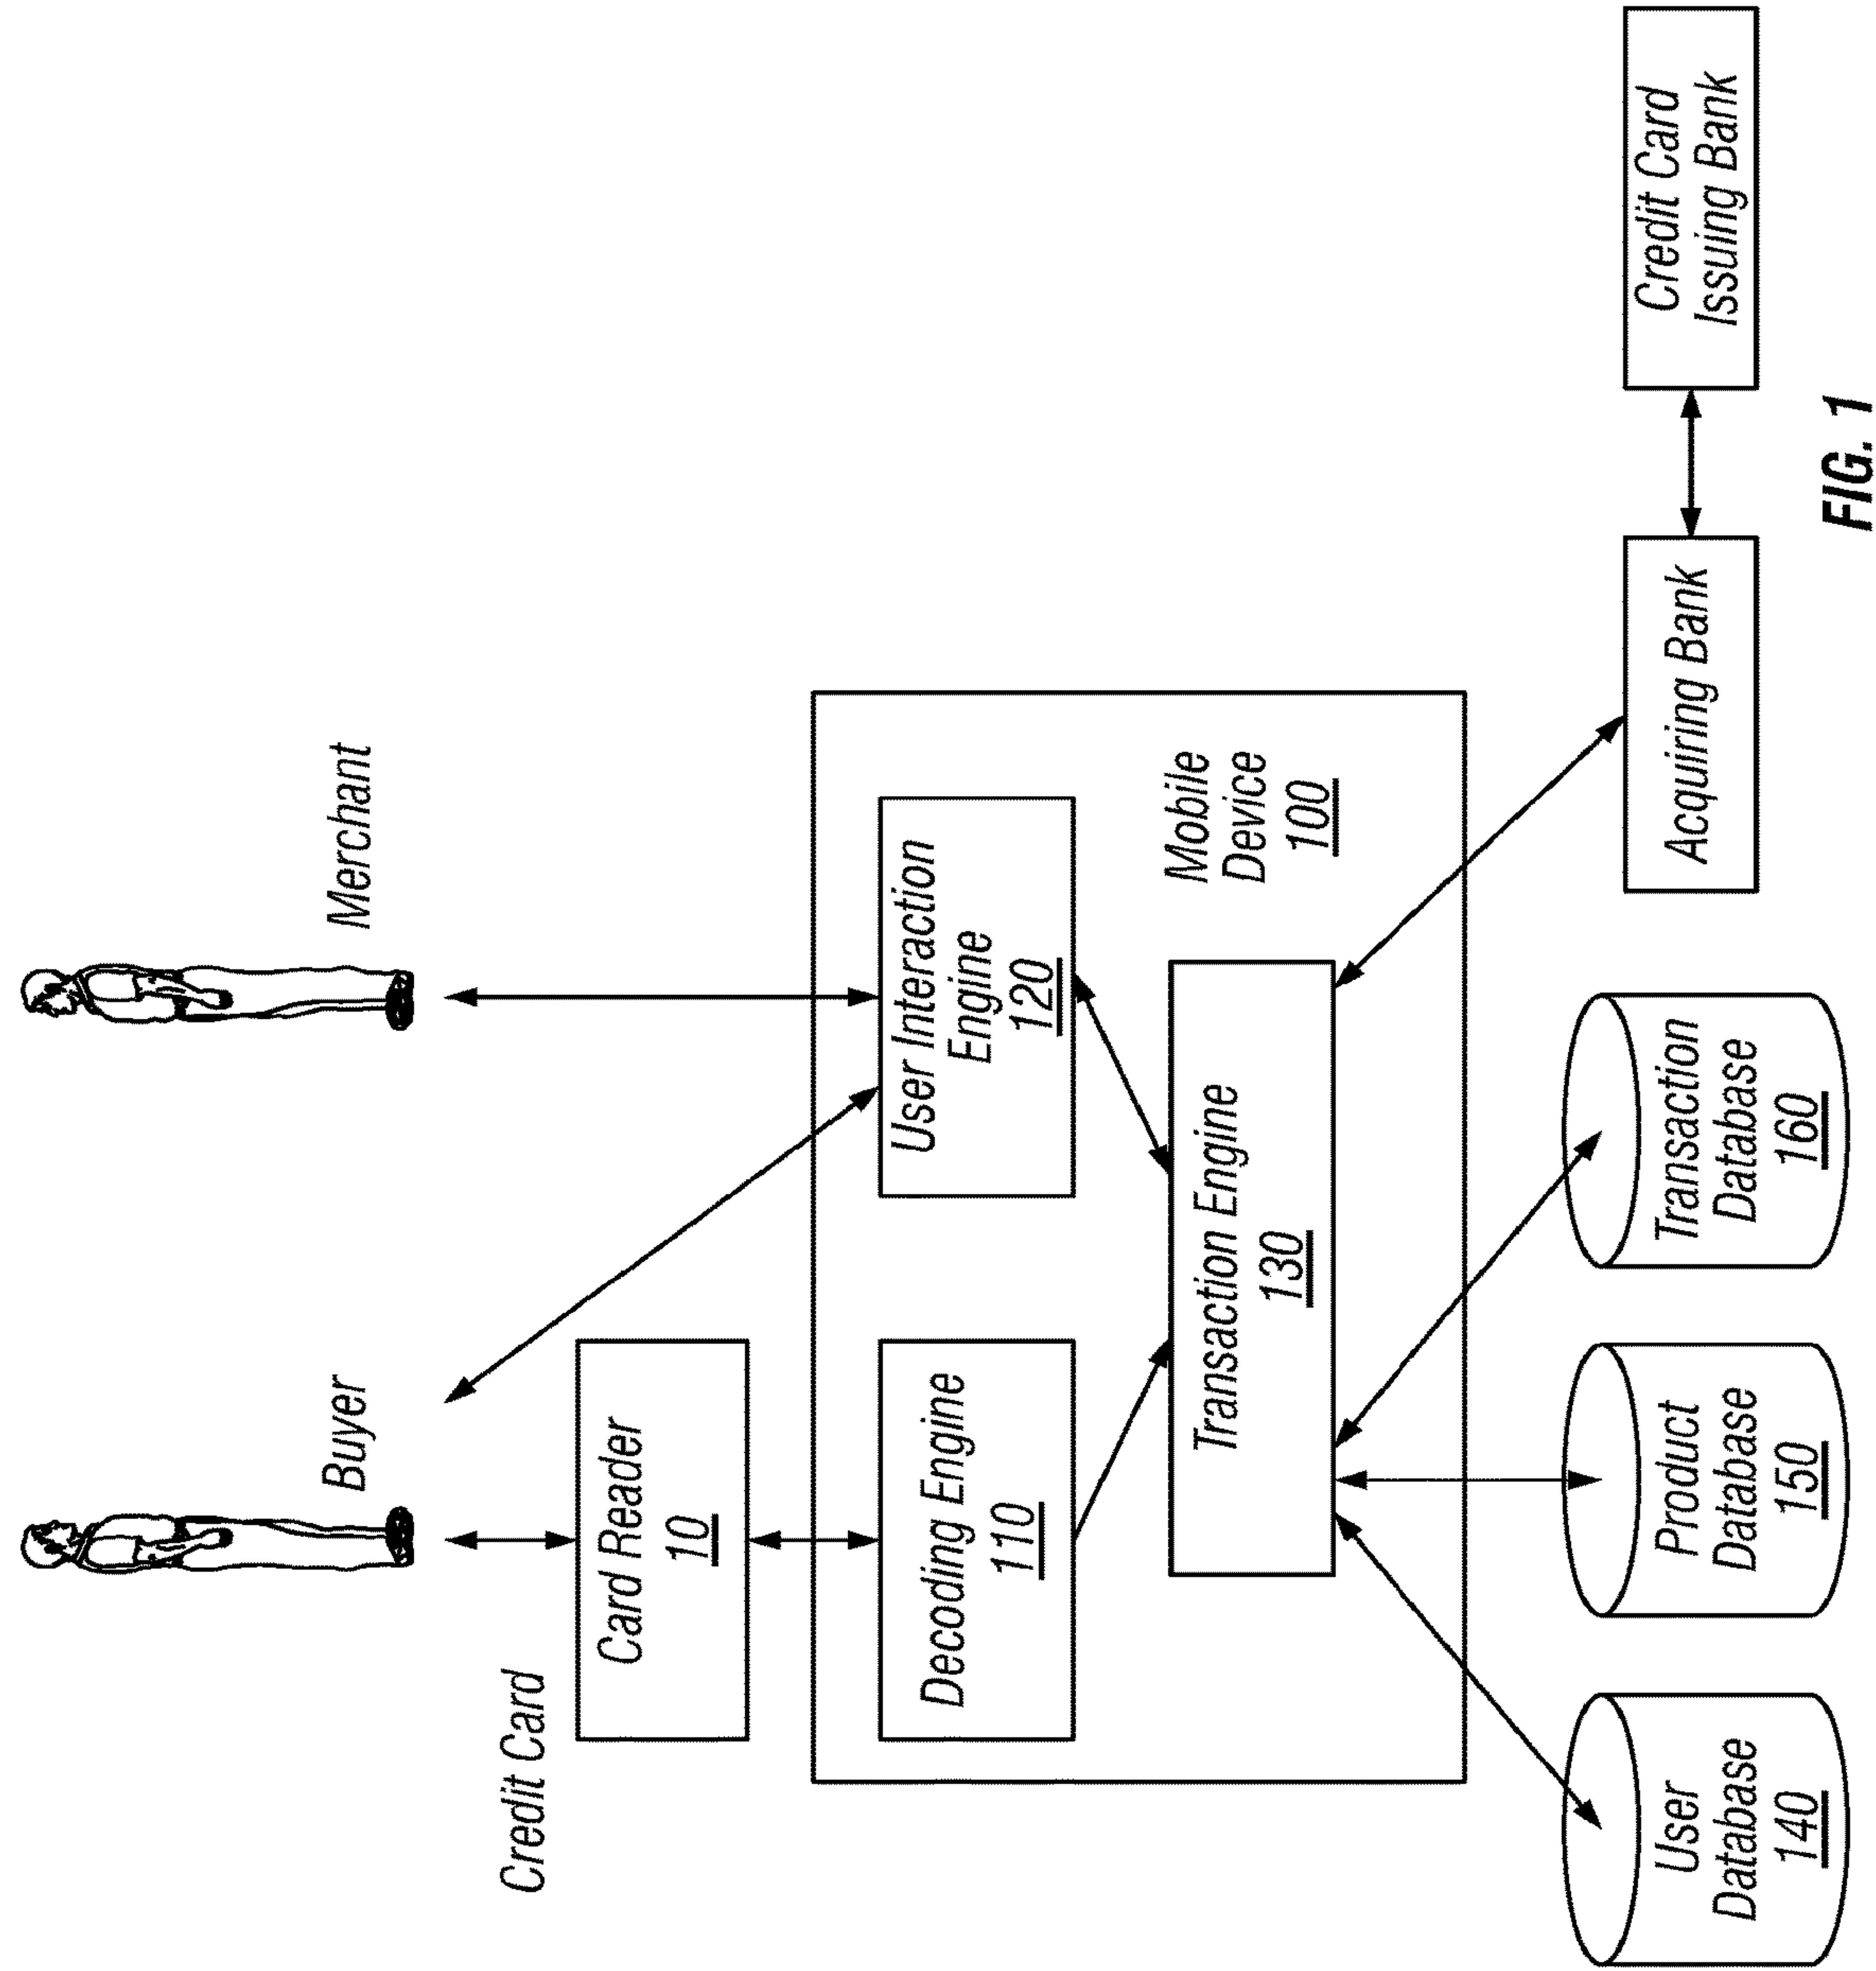 Buyer
Merchant
Credit Card
Card Reader
10
Decoding Engine
110
User Interaction
Engine
120
Transaction Engine
130
Mobile
Device
100
User
Database
140
Product
Database
150
Transaction
Database
160
Acquiring Bank
Credit Card
Issuing Bank
FIG. 1